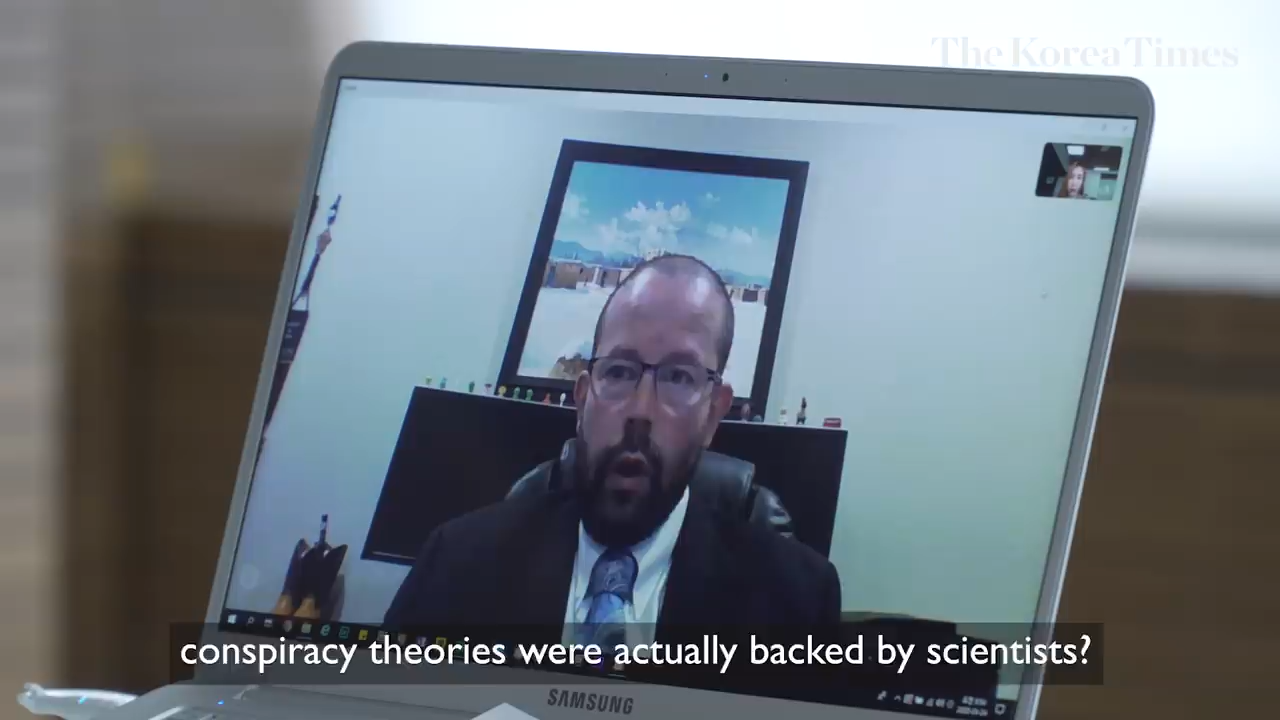 The Korea Times
conspiracy theories were actually backed by scientists?
SAMSUNG